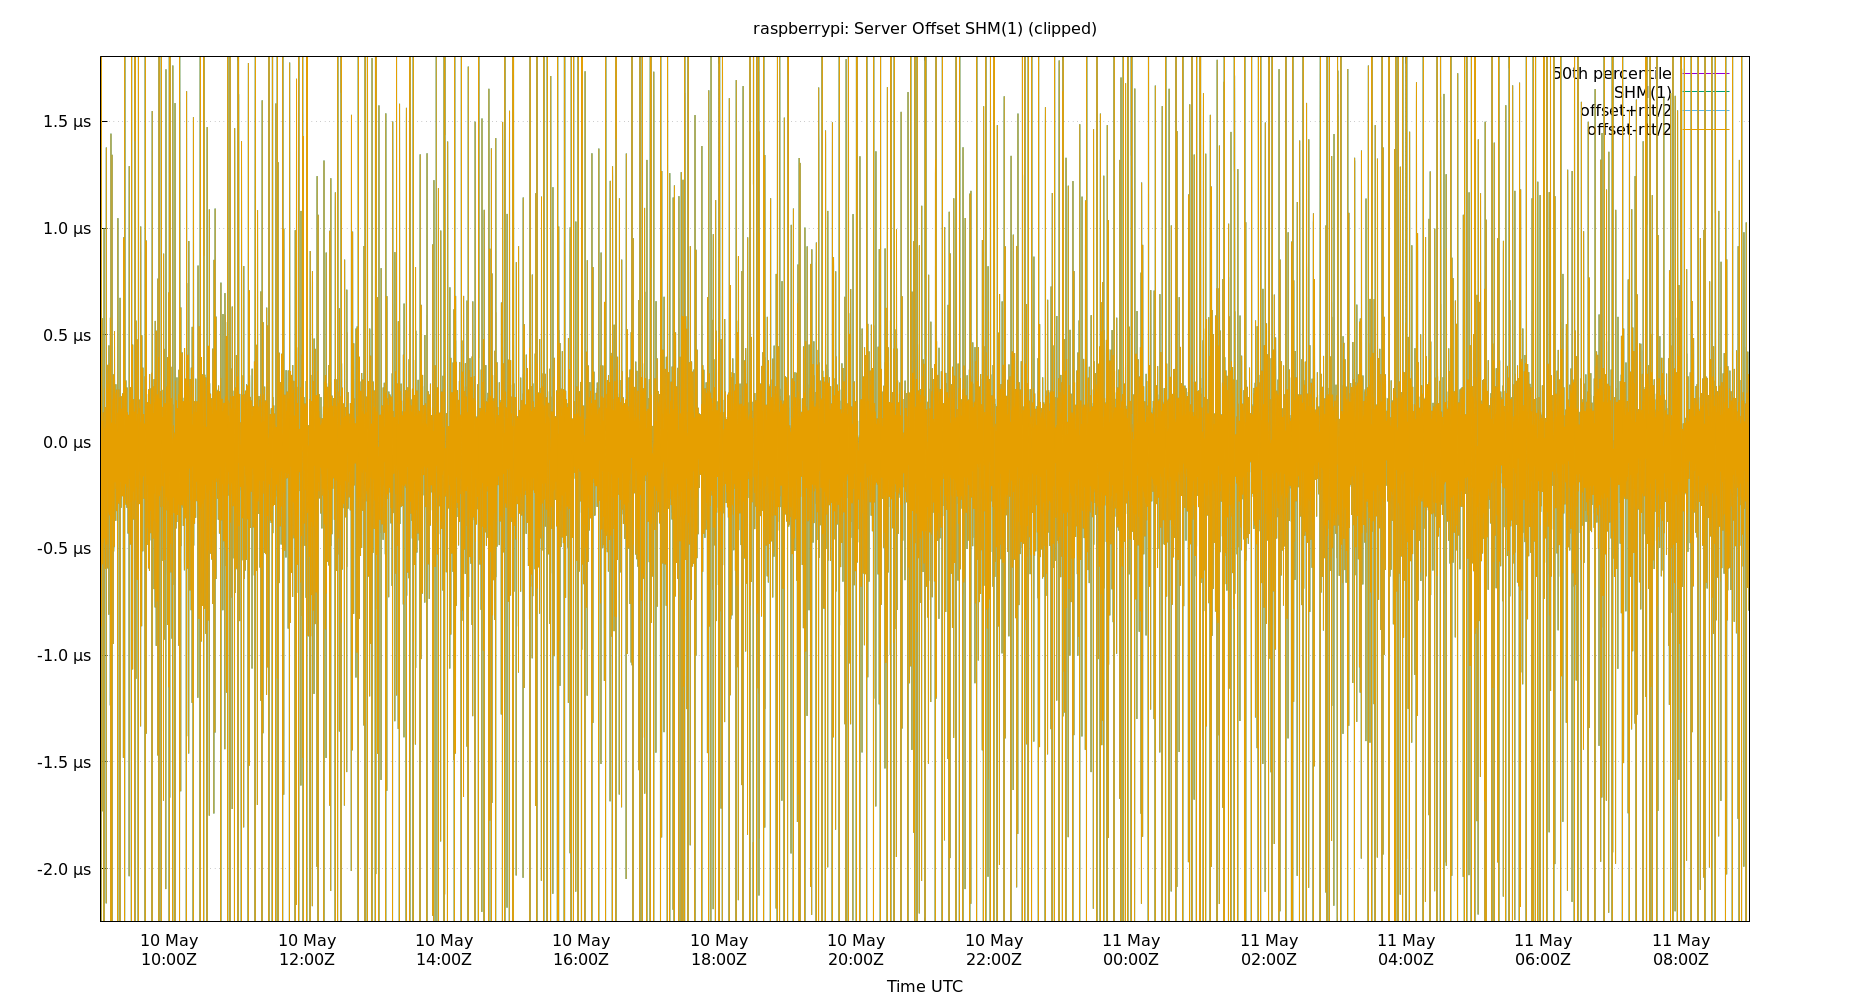 raspberrypi: Server Offset SHM(1) (clipped)
50th percentile
SHM(1)
offset+rtt/2
offset-rtt/2
1.5 µs
1.0 µs
0.5 µs
0.0 µs
-0.5 µs
-1.0 µs
-1.5 µs
-2.0 µs
10 May 10 May 10 May 10 May 10 May 10 May 10 May 11 May 11 May 11 May 11 May 11 May
10:00Z 12:00Z 14:00Z 16:00Z 18:00Z 20:00Z 22:00Z 00:00Z 02:00Z 04:00Z 06:00Z 08:00Z
Time UTC